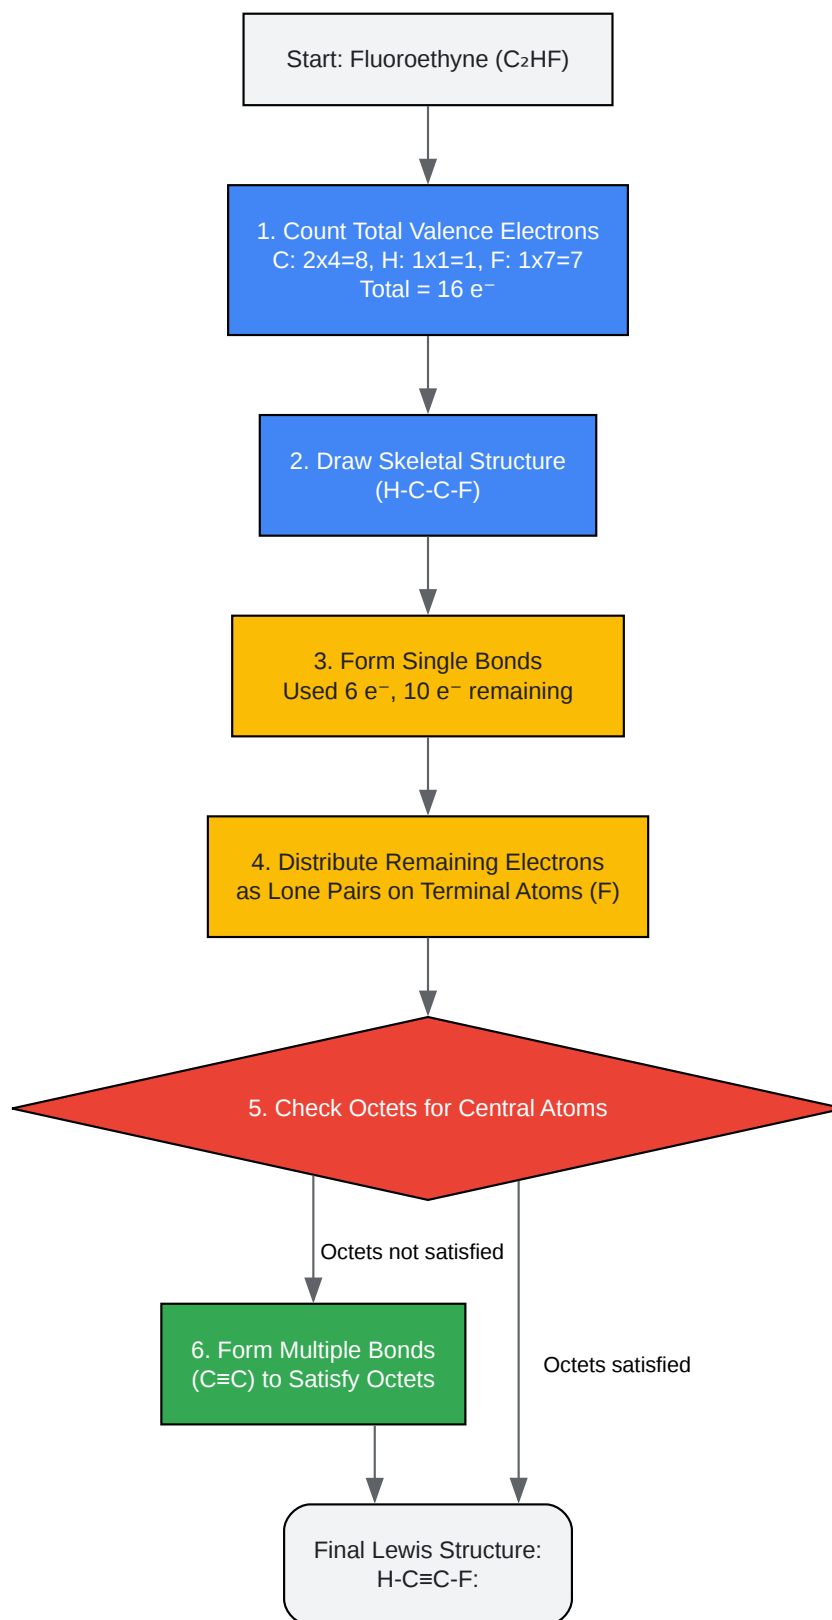 Start: Fluoroethyne (C₂HF)
1. Count Total Valence Electrons
C: 2x4=8, H: 1x1=1, F: 1x7=7
Total = 16 e⁻
2. Draw Skeletal Structure
(H-C-C-F)
3. Form Single Bonds
Used 6 e⁻, 10 e⁻ remaining
4. Distribute Remaining Electrons
as Lone Pairs on Terminal Atoms (F)
5. Check Octets for Central Atoms
Octets not satisfied
6. Form Multiple Bonds
(C≡C) to Satisfy Octets
Octets satisfied
Final Lewis Structure:
H-C≡C-F: